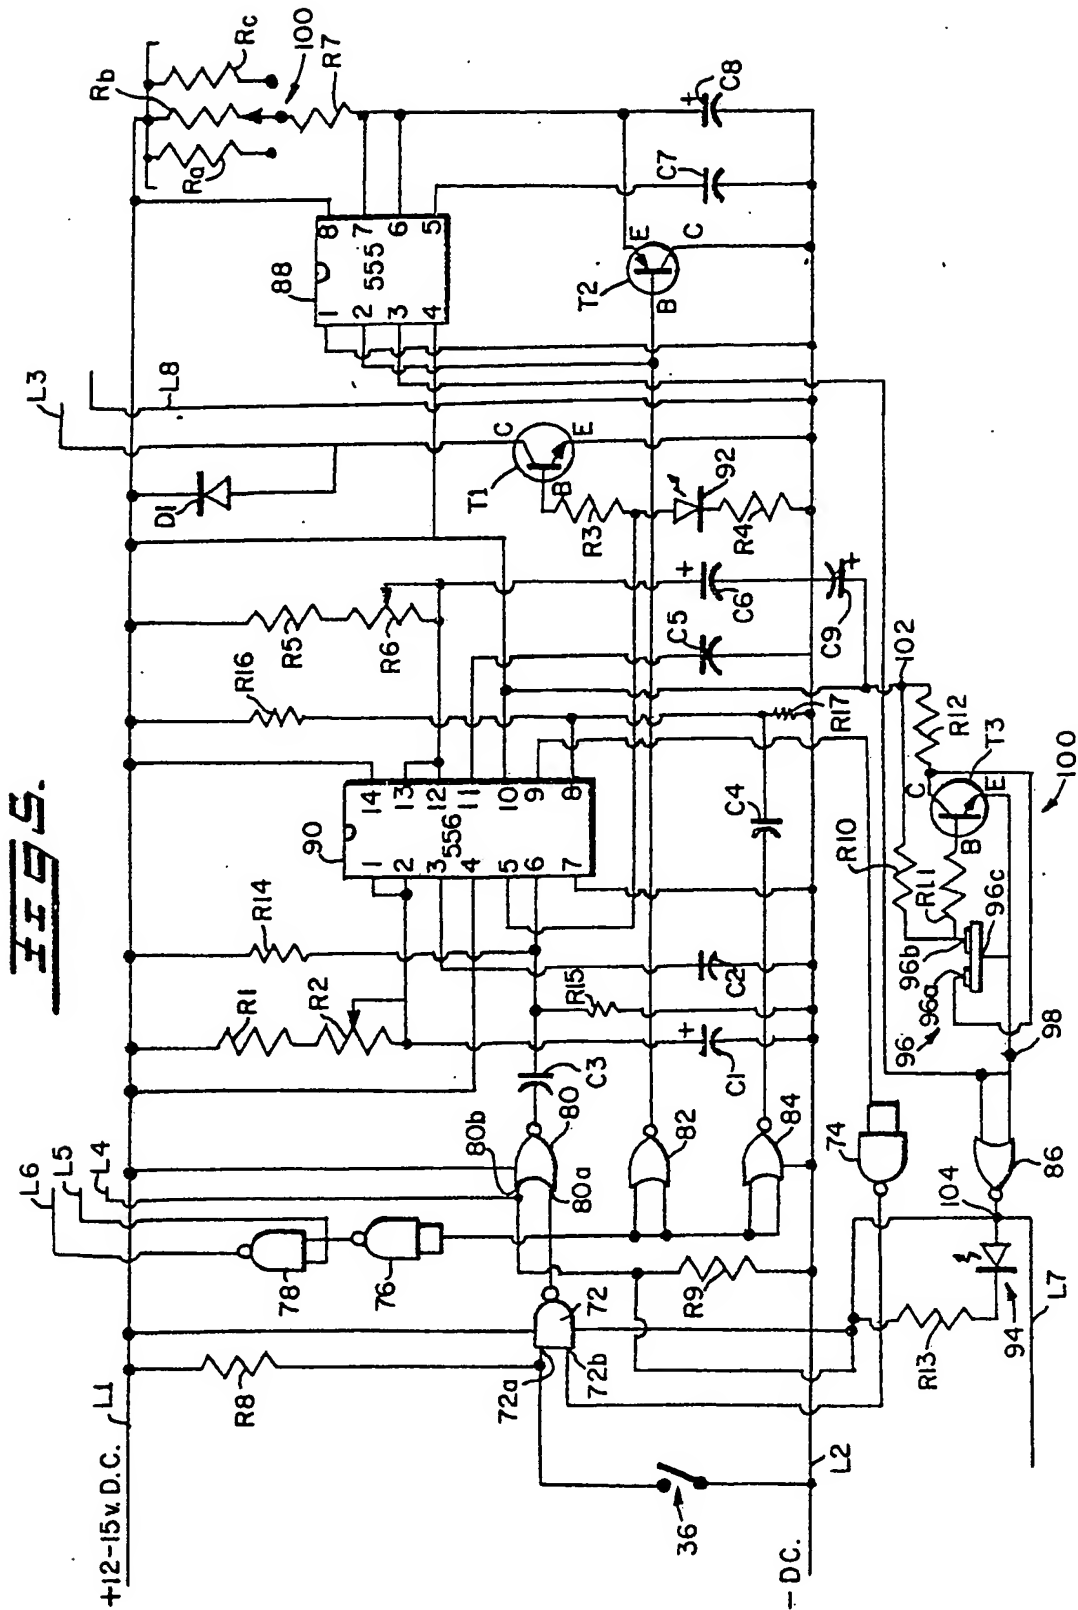 FIG 5.
+12-15 v. D.C.
L1
L6
L5
L4
R8
R1
R2
R14
R16
R5
R6
D1
L3
L8
Ra
Rb
Rc
100
R7
78
76
80b
80
80a
C3
90
556
1
2
3
4
5
6
7
14
13
12
11
10
9
8
88
555
1
2
3
4
8
7
6
5
T1
C
B
E
R3
92
R4
T2
B
E
C
C7
+
C8
72
72a
72b
82
84
R9
R15
+
C1
C2
C4
R17
C5
+
C6
C9
+
36
L2
- DC.
74
86
104
94
R13
L7
98
96
96a
96b
96c
R11
R10
R12
T3
C
B
E
102
100